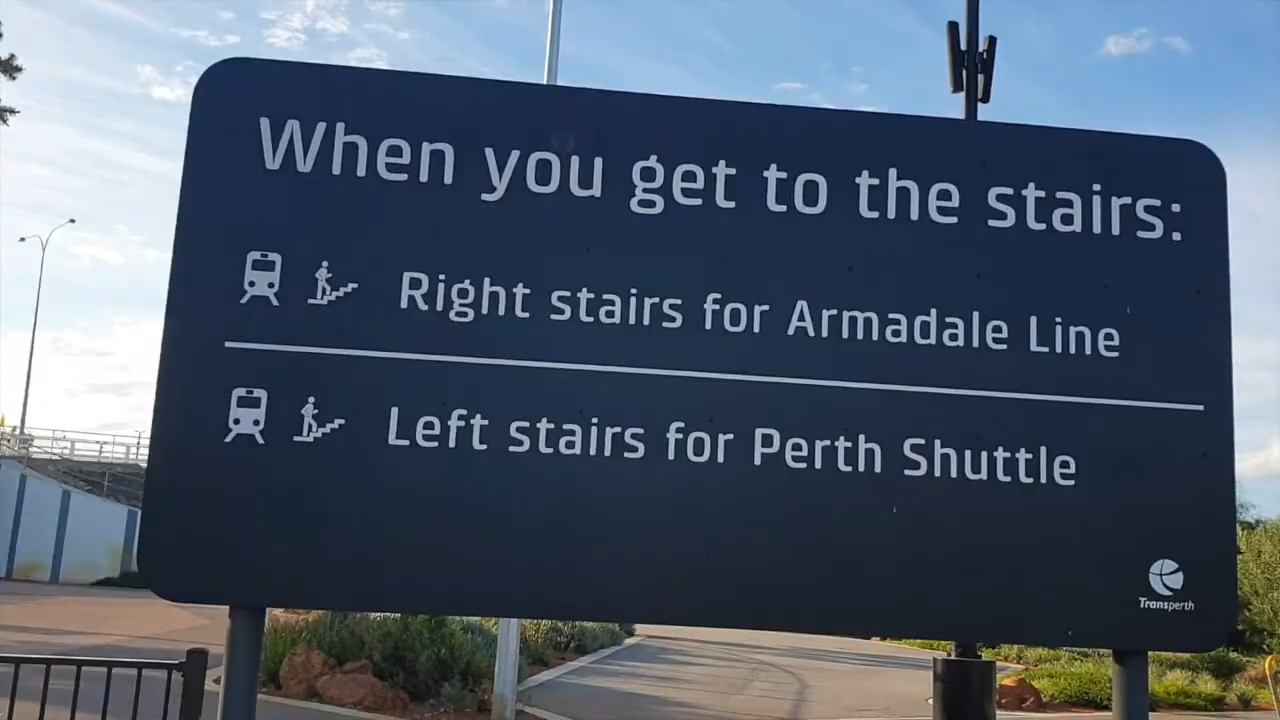 When you get to the stairs:
Right stairs for Armadale Line
Left stairs for Perth Shuttle
Transperth